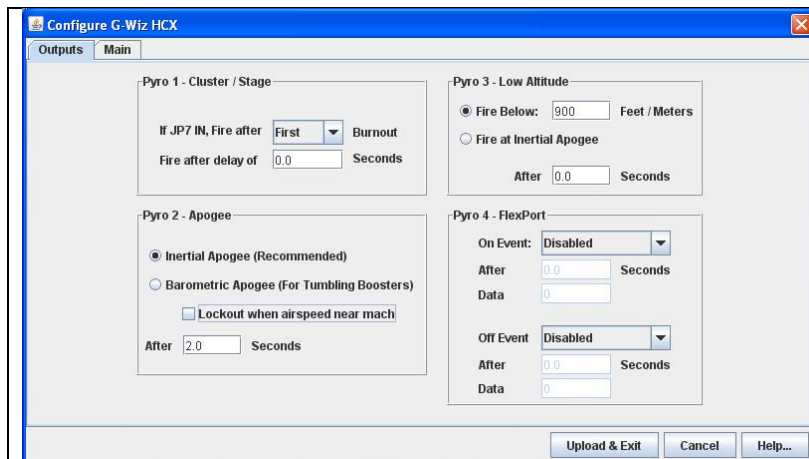 Configure G-Wiz HCX
Outputs Main
Pyro 1 - Cluster / Stage
If JP7 IN, Fire after First Burnout
Fire after delay of 0.0 Seconds
Pyro 2 - Apogee
Inertial Apogee (Recommended)
Barometric Apogee (For Tumbling Boosters)
Lockout when airspeed near mach
After 2.0 Seconds
Pyro 3 - Low Altitude
Fire Below: 900 Feet / Meters
Fire at Inertial Apogee
After 0.0 Seconds
Pyro 4 - FlexPort
On Event: Disabled
After 0.0 Seconds
Data 0
Off Event Disabled
After 0.0 Seconds
Data 0
Upload & Exit Cancel Help...